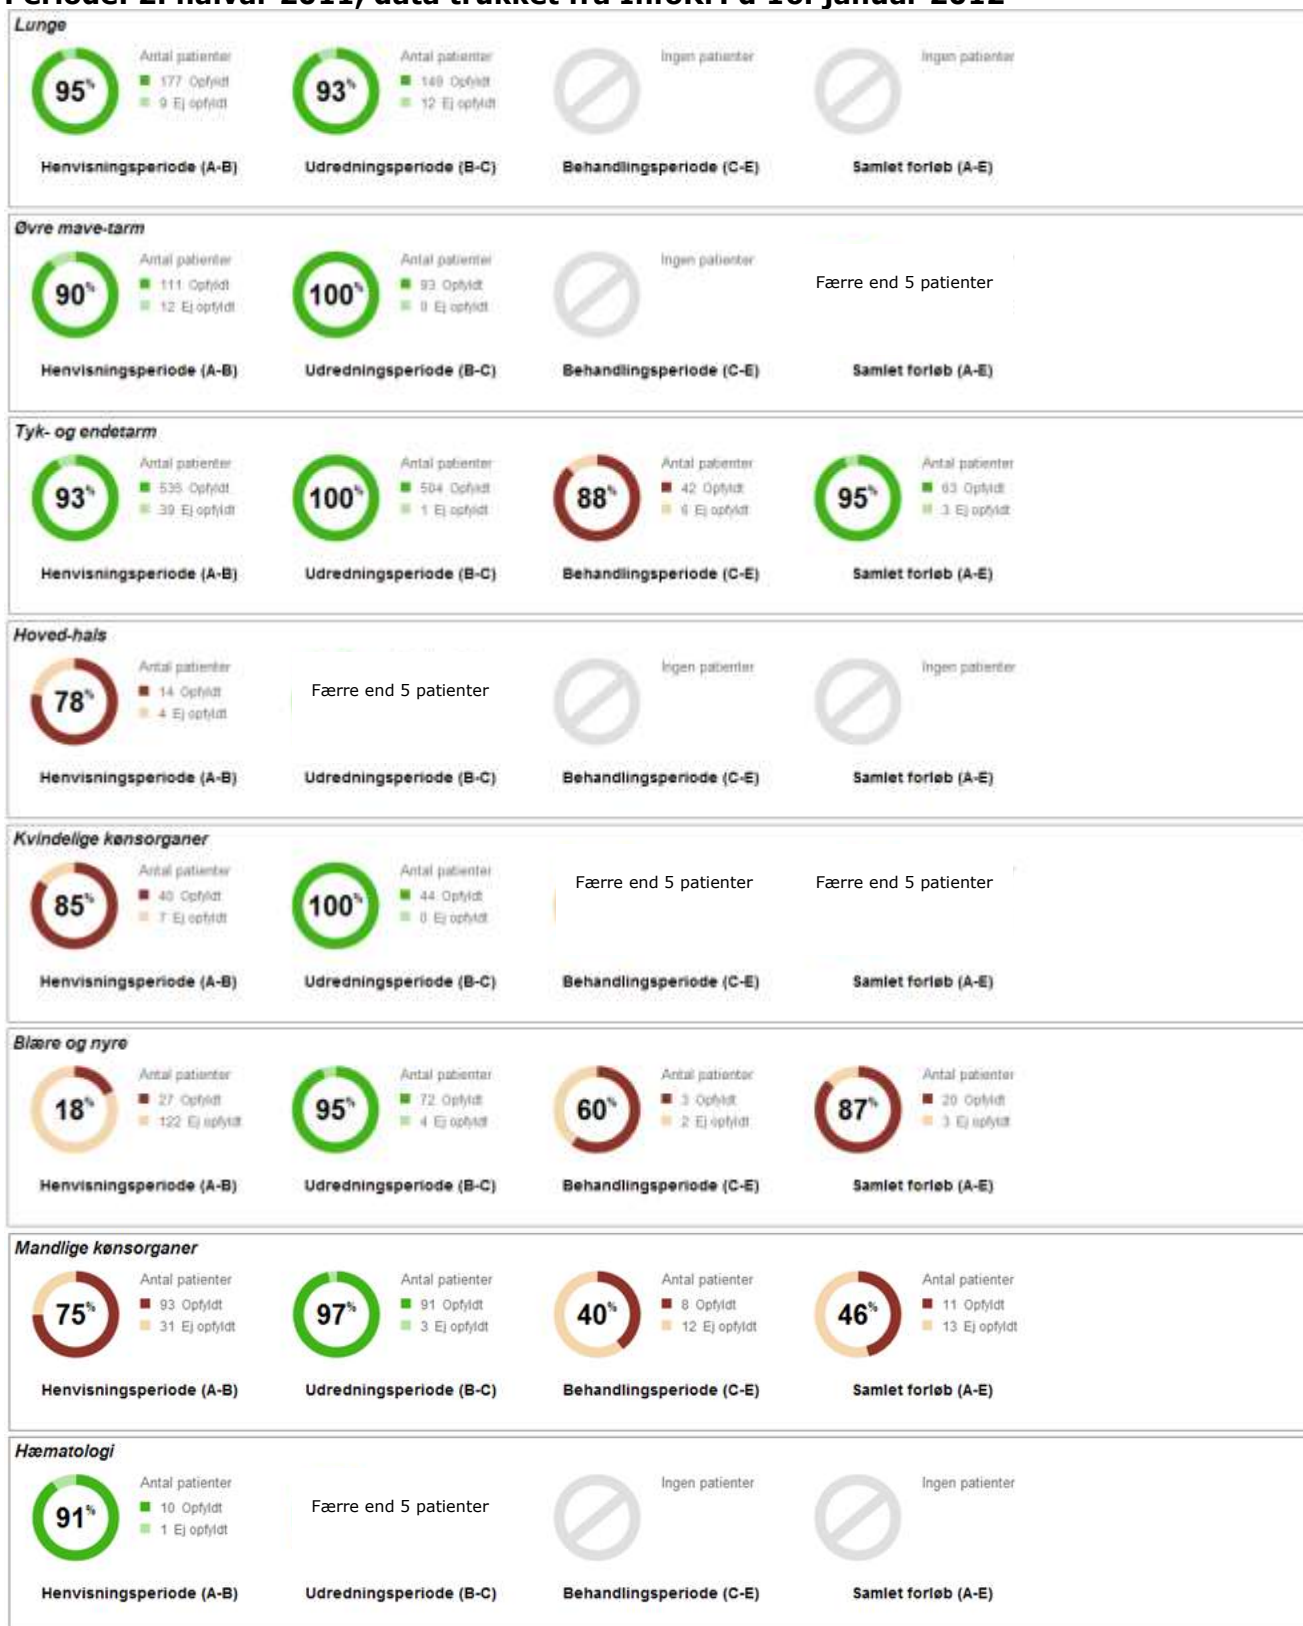 Periode: 2. halvår 2011, data trukket fra InfoRM d 16. januar 2012
Lunge
95%
Antal patienter
177 Opfyldt
9 Ej opfyldt
Henvisningsperiode (A-B)
93%
Antal patienter
149 Opfyldt
12 Ej opfyldt
Udredningsperiode (B-C)
Ingen patienter
Behandlingsperiode (C-E)
Ingen patienter
Samlet forløb (A-E)
Øvre mave-tarm
90%
Antal patienter
111 Opfyldt
12 Ej opfyldt
Henvisningsperiode (A-B)
100%
Antal patienter
93 Opfyldt
0 Ej opfyldt
Udredningsperiode (B-C)
Ingen patienter
Behandlingsperiode (C-E)
Færre end 5 patienter
Samlet forløb (A-E)
Tyk- og endetarm
93%
Antal patienter
Opfyldt
39 Ej opfyldt
Henvisningsperiode (A-B)
100%
Antal patienter
504 Opfyldt
1 Ej opfyldt
Udredningsperiode (B-C)
88%
Antal patienter
42 Opfyldt
6 Ej opfyldt
Behandlingsperiode (C-E)
95%
Antal patienter
63 Opfyldt
3 Ej opfyldt
Samlet forløb (A-E)
Hoved-hals
78%
Antal patienter
14 Opfyldt
4 Ej opfyldt
Henvisningsperiode (A-B)
Færre end 5 patienter
Udredningsperiode (B-C)
Ingen patienter
Behandlingsperiode (C-E)
Ingen patienter
Samlet forløb (A-E)
Kvindelige kønsorganer
85%
Antal patienter
40 Opfyldt
7 Ej opfyldt
Henvisningsperiode (A-B)
100%
Antal patienter
44 Opfyldt
0 Ej opfyldt
Udredningsperiode (B-C)
Færre end 5 patienter
Behandlingsperiode (C-E)
Færre end 5 patienter
Samlet forløb (A-E)
Blære og nyre
18%
Antal patienter
27 Opfyldt
122 Ej opfyldt
Henvisningsperiode (A-B)
95%
Antal patienter
72 Opfyldt
4 Ej opfyldt
Udredningsperiode (B-C)
60%
Antal patienter
3 Opfyldt
2 Ej opfyldt
Behandlingsperiode (C-E)
87%
Antal patienter
20 Opfyldt
3 Ej opfyldt
Samlet forløb (A-E)
Mandlige kønsorganer
75%
Antal patienter
93 Opfyldt
31 Ej opfyldt
Henvisningsperiode (A-B)
97%
Antal patienter
91 Opfyldt
3 Ej opfyldt
Udredningsperiode (B-C)
40%
Antal patienter
8 Opfyldt
12 Ej opfyldt
Behandlingsperiode (C-E)
46%
Antal patienter
11 Opfyldt
13 Ej opfyldt
Samlet forløb (A-E)
Hæmatologi
91%
Antal patienter
10 Opfyldt
1 Ej opfyldt
Henvisningsperiode (A-B)
Færre end 5 patienter
Udredningsperiode (B-C)
Ingen patienter
Behandlingsperiode (C-E)
Ingen patienter
Samlet forløb (A-E)